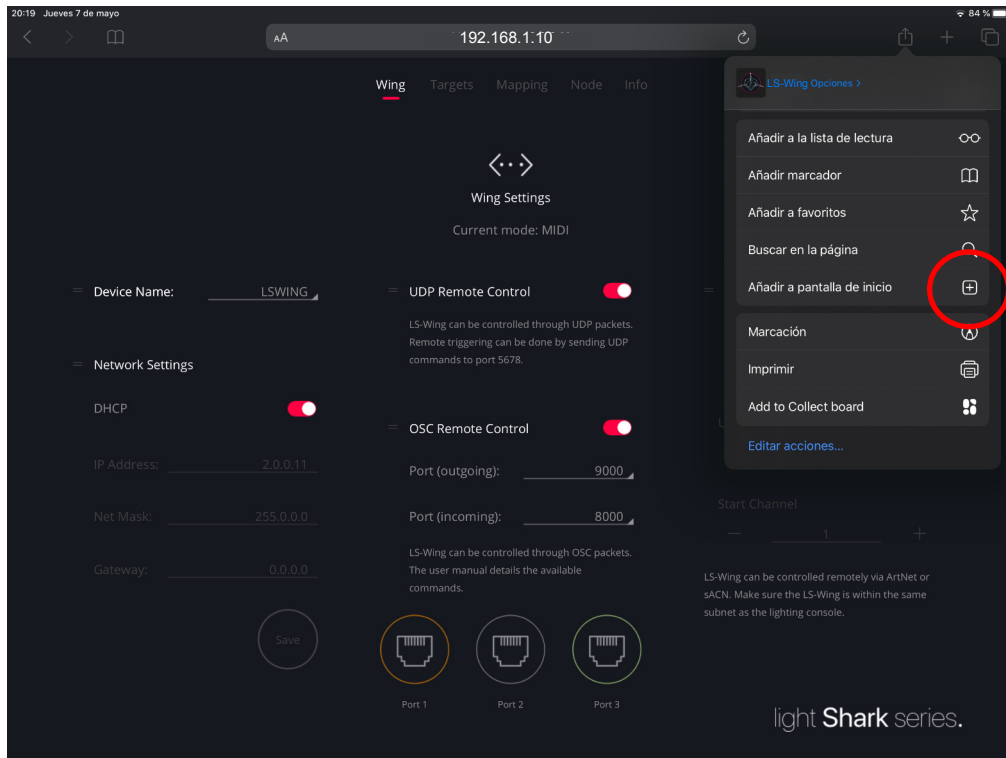 20:19 Jueves 7 de mayo
84 %
AA
192.168.1.10
Wing Targets Mapping Node Info
Wing Settings
Current mode: MIDI
Device Name: LSWING
Network Settings
DHCP
IP Address: 2.0.0.11
Net Mask: 255.0.0.0
Gateway: 0.0.0.0
Save
UDP Remote Control
LS-Wing can be controlled through UDP packets.
Remote triggering can be done by sending UDP
commands to port 5678.
OSC Remote Control
Port (outgoing): 9000
Port (incoming): 8000
LS-Wing can be controlled through OSC packets.
The user manual details the available
commands.
Port 1
Port 2
Port 3
LS-Wing Opciones >
Añadir a la lista de lectura
Añadir marcador
Añadir a favoritos
Buscar en la página
Añadir a pantalla de inicio
Marcación
Imprimir
Add to Collect board
Editar acciones...
Start Channel
1
LS-Wing can be controlled remotely via ArtNet or
sACN. Make sure the LS-Wing is within the same
subnet as the lighting console.
light Shark series.